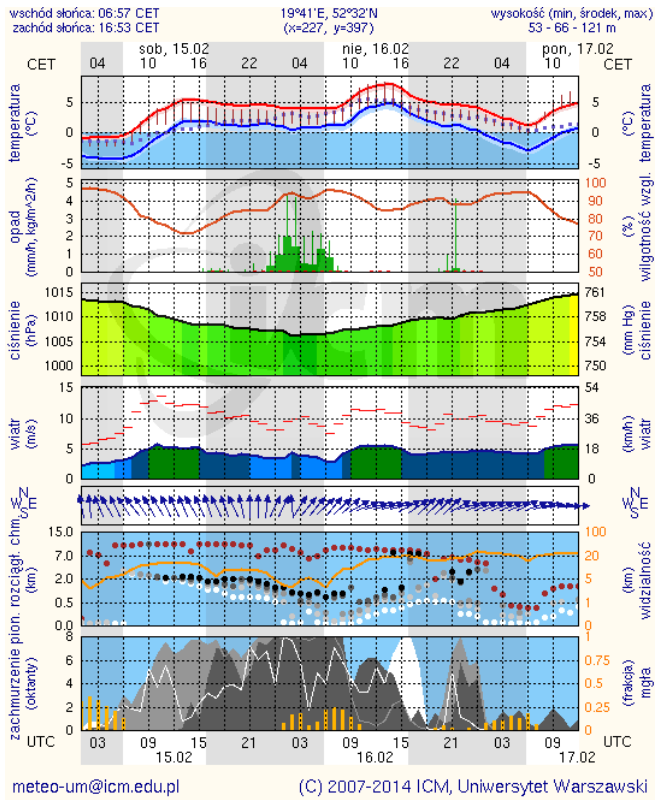 wschód słońca: 06:57 CET 19°41'E, 52°32'N wysokość (min, środek, max)
zachód słońca: 16:53 CET (x=227, y=397) 53 - 66 - 121 m
sob, 15.02 nie, 16.02 pon, 17.02
CET 04 10 16 22 04 10 16 22 04 10 CET
temperatura (°C) 5 0 -5 5 0 -5 (°C) temperatura
opad (mm/h, kg/m^2/h) 5 4 3 2 1 0 100 90 80 70 60 50 (%) wilgotność wzgl.
ciśnienie (hPa) 1015 1010 1005 1000 761 758 754 750 (mm Hg) ciśnienie
icm
wiatr (m/s) 15 10 5 0 54 36 18 0 (km/h) wiatr
N W E S N W E S
pion. rozciągł. chm. (km) 15.0 7.0 2.0 0.5 0.0 100 20 5 1 0 (km) widzialność
zachmurzenie (oktanty) 8 6 4 2 0 1 0.75 0.5 0.25 0 (frakcja) mgła
UTC 03 09 15 21 03 09 15 21 03 09 UTC
15.02 16.02 17.02
meteo-um@icm.edu.pl (C) 2007-2014 ICM, Uniwersytet Warszawski